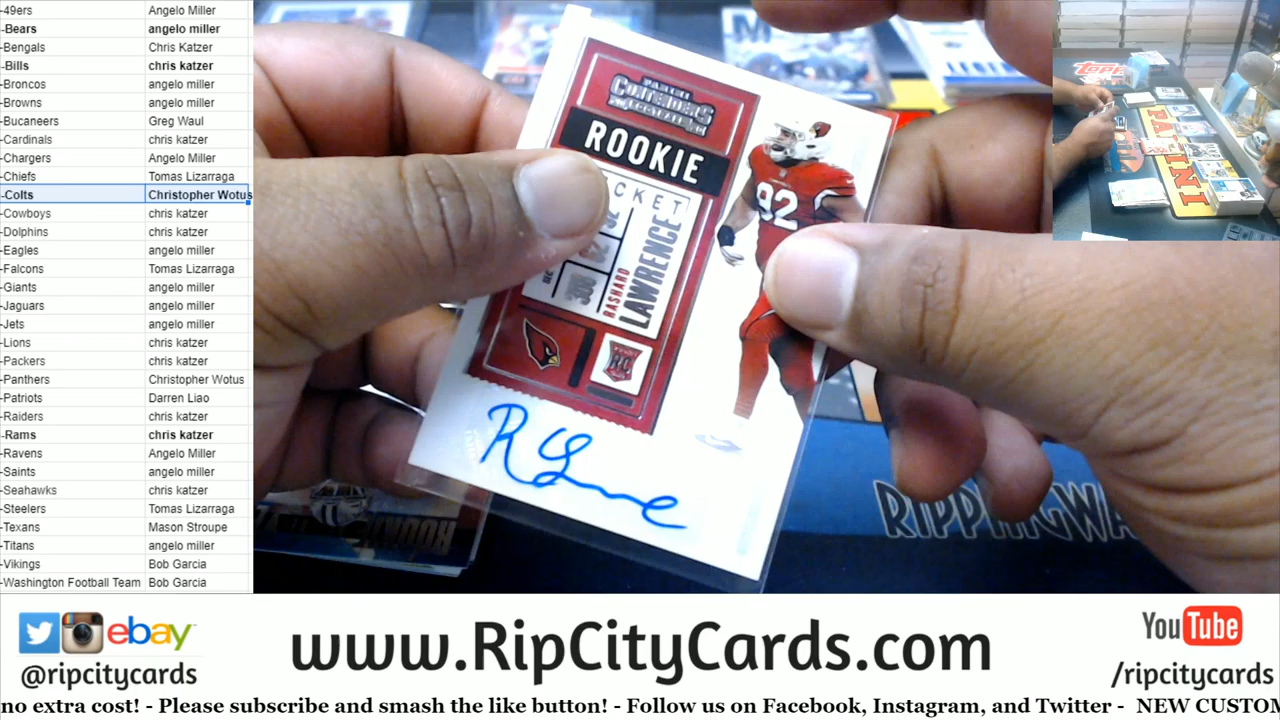 -49ers Angelo Miller
-Bears angelo miller
-Bengals Chris Katzer
-Bills chris katzer
-Broncos angelo miller
-Browns angelo miller
-Bucaneers Greg Waul
-Cardinals chris katzer
-Chargers Angelo Miller
-Chiefs Tomas Lizarraga
-Colts Christopher Wotus
-Cowboys chris katzer
-Dolphins chris katzer
-Eagles angelo miller
-Falcons Tomas Lizarraga
-Giants angelo miller
-Jaguars angelo miller
-Jets angelo miller
-Lions chris katzer
-Packers chris katzer
-Panthers Christopher Wotus
-Patriots Darren Liao
-Raiders chris katzer
-Rams chris katzer
-Ravens Angelo Miller
-Saints angelo miller
-Seahawks chris katzer
-Steelers Tomas Lizarraga
-Texans Mason Stroupe
-Titans angelo miller
-Vikings Bob Garcia
-Washington Football Team Bob Garcia
PANINI
CONTENDERS
FOOTBALL
ROOKIE
CKET
RASHARD
LAWRENCE
92
RC
TOPPS
PANINI
RIPPINGWA
ebay
@ripcitycards
www.RipCityCards.com
YouTube
/ripcitycards
no extra cost! - Please subscribe and smash the like button! - Follow us on Facebook, Instagram, and Twitter - NEW CUSTOM